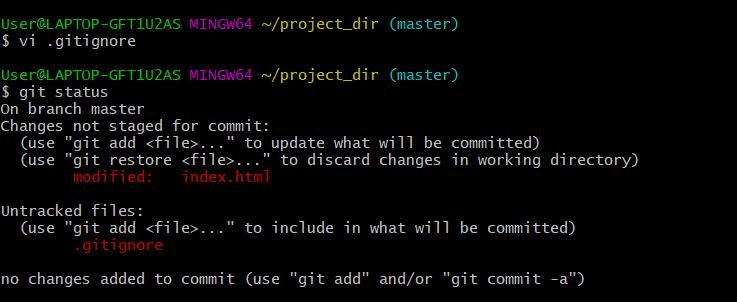 User@LAPTOP-GFT1U2AS MINGW64 ~/project_dir (master)
$ vi .gitignore
User@LAPTOP-GFT1U2AS MINGW64 ~/project_dir (master)
$ git status
On branch master
Changes not staged for commit:
  (use "git add <file>..." to update what will be committed)
  (use "git restore <file>..." to discard changes in working directory)
        modified:   index.html
Untracked files:
  (use "git add <file>..." to include in what will be committed)
        .gitignore
no changes added to commit (use "git add" and/or "git commit -a")